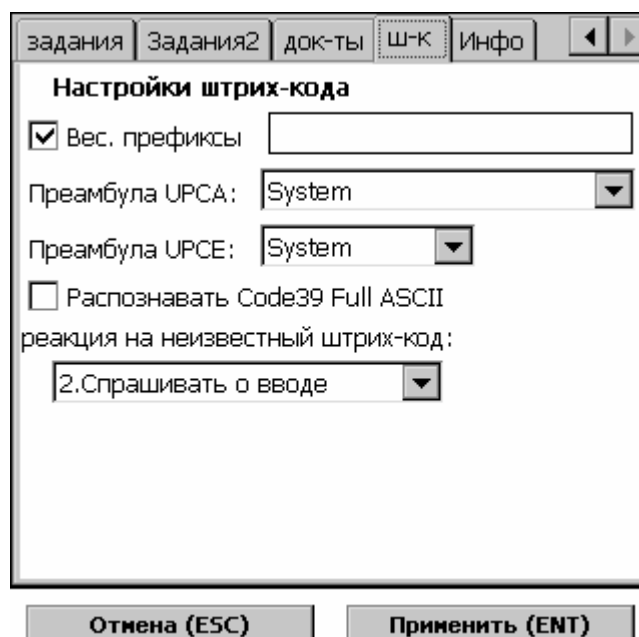 задания Задания2 док-ты ш-к Инфо
Настройки штрих-кода
Вес. префиксы
Преамбула UPCA: System
Преамбула UPCE: System
Распознавать Code39 Full ASCII
реакция на неизвестный штрих-код:
2.Спрашивать о вводе
Отмена (ESC) Применить (ENT)